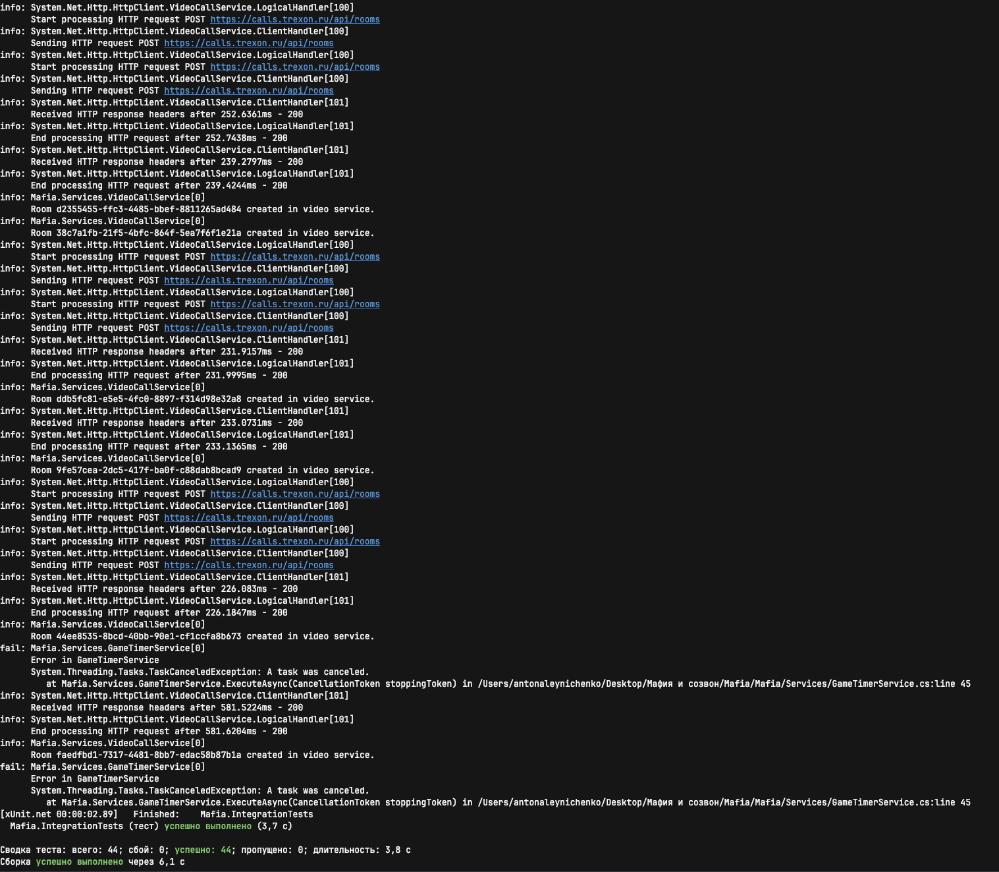 info: System.Net.Http.HttpClient.VideoCallService.LogicalHandler[100]
      Start processing HTTP request POST https://calls.trexon.ru/api/rooms
info: System.Net.Http.HttpClient.VideoCallService.ClientHandler[100]
      Sending HTTP request POST https://calls.trexon.ru/api/rooms
info: System.Net.Http.HttpClient.VideoCallService.LogicalHandler[100]
      Start processing HTTP request POST https://calls.trexon.ru/api/rooms
info: System.Net.Http.HttpClient.VideoCallService.ClientHandler[100]
      Sending HTTP request POST https://calls.trexon.ru/api/rooms
info: System.Net.Http.HttpClient.VideoCallService.ClientHandler[101]
      Received HTTP response headers after 252.6361ms - 200
info: System.Net.Http.HttpClient.VideoCallService.LogicalHandler[101]
      End processing HTTP request after 252.7438ms - 200
info: System.Net.Http.HttpClient.VideoCallService.ClientHandler[101]
      Received HTTP response headers after 239.2797ms - 200
info: System.Net.Http.HttpClient.VideoCallService.LogicalHandler[101]
      End processing HTTP request after 239.4244ms - 200
info: Mafia.Services.VideoCallService[0]
      Room d2355455-ffc3-4485-bbef-8811265ad484 created in video service.
info: Mafia.Services.VideoCallService[0]
      Room 38c7a1fb-21f5-4bfc-864f-5ea7f6f1e21a created in video service.
info: System.Net.Http.HttpClient.VideoCallService.LogicalHandler[100]
      Start processing HTTP request POST https://calls.trexon.ru/api/rooms
info: System.Net.Http.HttpClient.VideoCallService.ClientHandler[100]
      Sending HTTP request POST https://calls.trexon.ru/api/rooms
info: System.Net.Http.HttpClient.VideoCallService.LogicalHandler[100]
      Start processing HTTP request POST https://calls.trexon.ru/api/rooms
info: System.Net.Http.HttpClient.VideoCallService.ClientHandler[100]
      Sending HTTP request POST https://calls.trexon.ru/api/rooms
info: System.Net.Http.HttpClient.VideoCallService.ClientHandler[101]
      Received HTTP response headers after 231.9157ms - 200
info: System.Net.Http.HttpClient.VideoCallService.LogicalHandler[101]
      End processing HTTP request after 231.9995ms - 200
info: Mafia.Services.VideoCallService[0]
      Room ddb5fc81-e5e5-4fc0-8897-f314d98e32a8 created in video service.
info: System.Net.Http.HttpClient.VideoCallService.ClientHandler[101]
      Received HTTP response headers after 233.0731ms - 200
info: System.Net.Http.HttpClient.VideoCallService.LogicalHandler[101]
      End processing HTTP request after 233.1365ms - 200
info: Mafia.Services.VideoCallService[0]
      Room 9fe57cea-2dc5-417f-ba0f-c88dab8bcad9 created in video service.
info: System.Net.Http.HttpClient.VideoCallService.LogicalHandler[100]
      Start processing HTTP request POST https://calls.trexon.ru/api/rooms
info: System.Net.Http.HttpClient.VideoCallService.ClientHandler[100]
      Sending HTTP request POST https://calls.trexon.ru/api/rooms
info: System.Net.Http.HttpClient.VideoCallService.LogicalHandler[100]
      Start processing HTTP request POST https://calls.trexon.ru/api/rooms
info: System.Net.Http.HttpClient.VideoCallService.ClientHandler[100]
      Sending HTTP request POST https://calls.trexon.ru/api/rooms
info: System.Net.Http.HttpClient.VideoCallService.ClientHandler[101]
      Received HTTP response headers after 226.083ms - 200
info: System.Net.Http.HttpClient.VideoCallService.LogicalHandler[101]
      End processing HTTP request after 226.1847ms - 200
info: Mafia.Services.VideoCallService[0]
      Room 44ee8535-8bcd-40bb-90e1-cf1ccfa8b673 created in video service.
fail: Mafia.Services.GameTimerService[0]
      Error in GameTimerService
      System.Threading.Tasks.TaskCanceledException: A task was canceled.
         at Mafia.Services.GameTimerService.ExecuteAsync(CancellationToken stoppingToken) in /Users/antonaleynichenko/Desktop/Мафия и созвон/Mafia/Mafia/Services/GameTimerService.cs:line 45
info: System.Net.Http.HttpClient.VideoCallService.ClientHandler[101]
      Received HTTP response headers after 581.5224ms - 200
info: System.Net.Http.HttpClient.VideoCallService.LogicalHandler[101]
      End processing HTTP request after 581.6204ms - 200
info: Mafia.Services.VideoCallService[0]
      Room faedfbd1-7317-4481-8bb7-edac58b87b1a created in video service.
fail: Mafia.Services.GameTimerService[0]
      Error in GameTimerService
      System.Threading.Tasks.TaskCanceledException: A task was canceled.
         at Mafia.Services.GameTimerService.ExecuteAsync(CancellationToken stoppingToken) in /Users/antonaleynichenko/Desktop/Мафия и созвон/Mafia/Mafia/Services/GameTimerService.cs:line 45
[xUnit.net 00:00:02.89]   Finished:    Mafia.IntegrationTests
  Mafia.IntegrationTests (тест) успешно выполнено (3,7 с)

Сводка теста: всего: 44; сбой: 0; успешно: 44; пропущено: 0; длительность: 3,8 с
Сборка успешно выполнено через 6,1 с